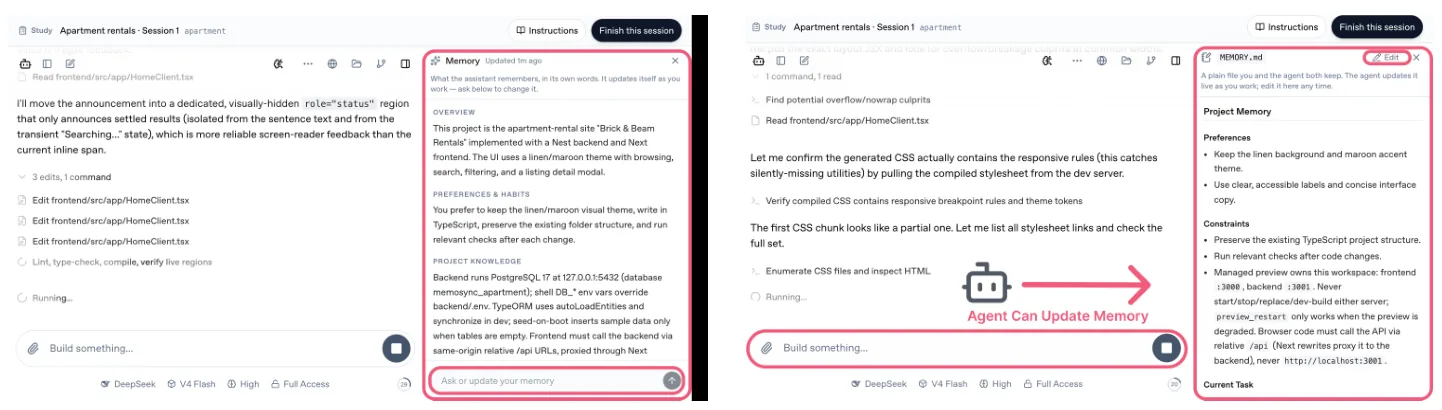 Study Apartment rentals · Session 1 apartment
Instructions
Finish this session
Read frontend/src/app/HomeClient.tsx
I'll move the announcement into a dedicated, visually-hidden role="status" region
that only announces settled results (isolated from the sentence text and from the
transient "Searching..." state), which is more reliable screen-reader feedback than the
current inline span.
3 edits, 1 command
Edit frontend/src/app/HomeClient.tsx
Edit frontend/src/app/HomeClient.tsx
Edit frontend/src/app/HomeClient.tsx
Lint, type-check, compile, verify live regions
Running...
Build something...
DeepSeek V4 Flash High Full Access
Memory Updated 1m ago
What the assistant remembers, in its own words. It updates itself as you
work — ask below to change it.
OVERVIEW
This project is the apartment-rental site "Brick & Beam
Rentals" implemented with a Nest backend and Next
frontend. The UI uses a linen/maroon theme with browsing,
search, filtering, and a listing detail modal.
PREFERENCES & HABITS
You prefer to keep the linen/maroon visual theme, write in
TypeScript, preserve the existing folder structure, and run
relevant checks after each change.
PROJECT KNOWLEDGE
Backend runs PostgreSQL 17 at 127.0.0.1:5432 (database
memosync_apartment); shell DB_* env vars override
backend/.env. TypeORM uses autoLoadEntities and
synchronize in dev; seed-on-boot inserts sample data only
when tables are empty. Frontend must call the backend via
same-origin relative /api URLs, proxied through Next
Ask or update your memory
Study Apartment rentals · Session 1 apartment
Instructions
Finish this session
1 command, 1 read
Find potential overflow/nowrap culprits
Read frontend/src/app/HomeClient.tsx
Let me confirm the generated CSS actually contains the responsive rules (this catches
silently-missing utilities) by pulling the compiled stylesheet from the dev server.
Verify compiled CSS contains responsive breakpoint rules and theme tokens
The first CSS chunk looks like a partial one. Let me list all stylesheet links and check the
full set.
Enumerate CSS files and inspect HTML
Running...
Agent Can Update Memory
Build something...
DeepSeek V4 Flash High Full Access
MEMORY.md
Edit
A plain file you and the agent both keep. The agent updates it
live as you work; edit it here any time.
Project Memory
Preferences
• Keep the linen background and maroon accent
theme.
• Use clear, accessible labels and concise interface
copy.
Constraints
• Preserve the existing TypeScript project structure.
• Run relevant checks after code changes.
• Managed preview owns this workspace: frontend
:3000, backend :3001. Never
start/stop/replace/dev-build either server;
preview_restart only works when the preview is
degraded. Browser code must call the API via
relative /api (Next rewrites proxy it to the
backend), never http://localhost:3001.
Current Task